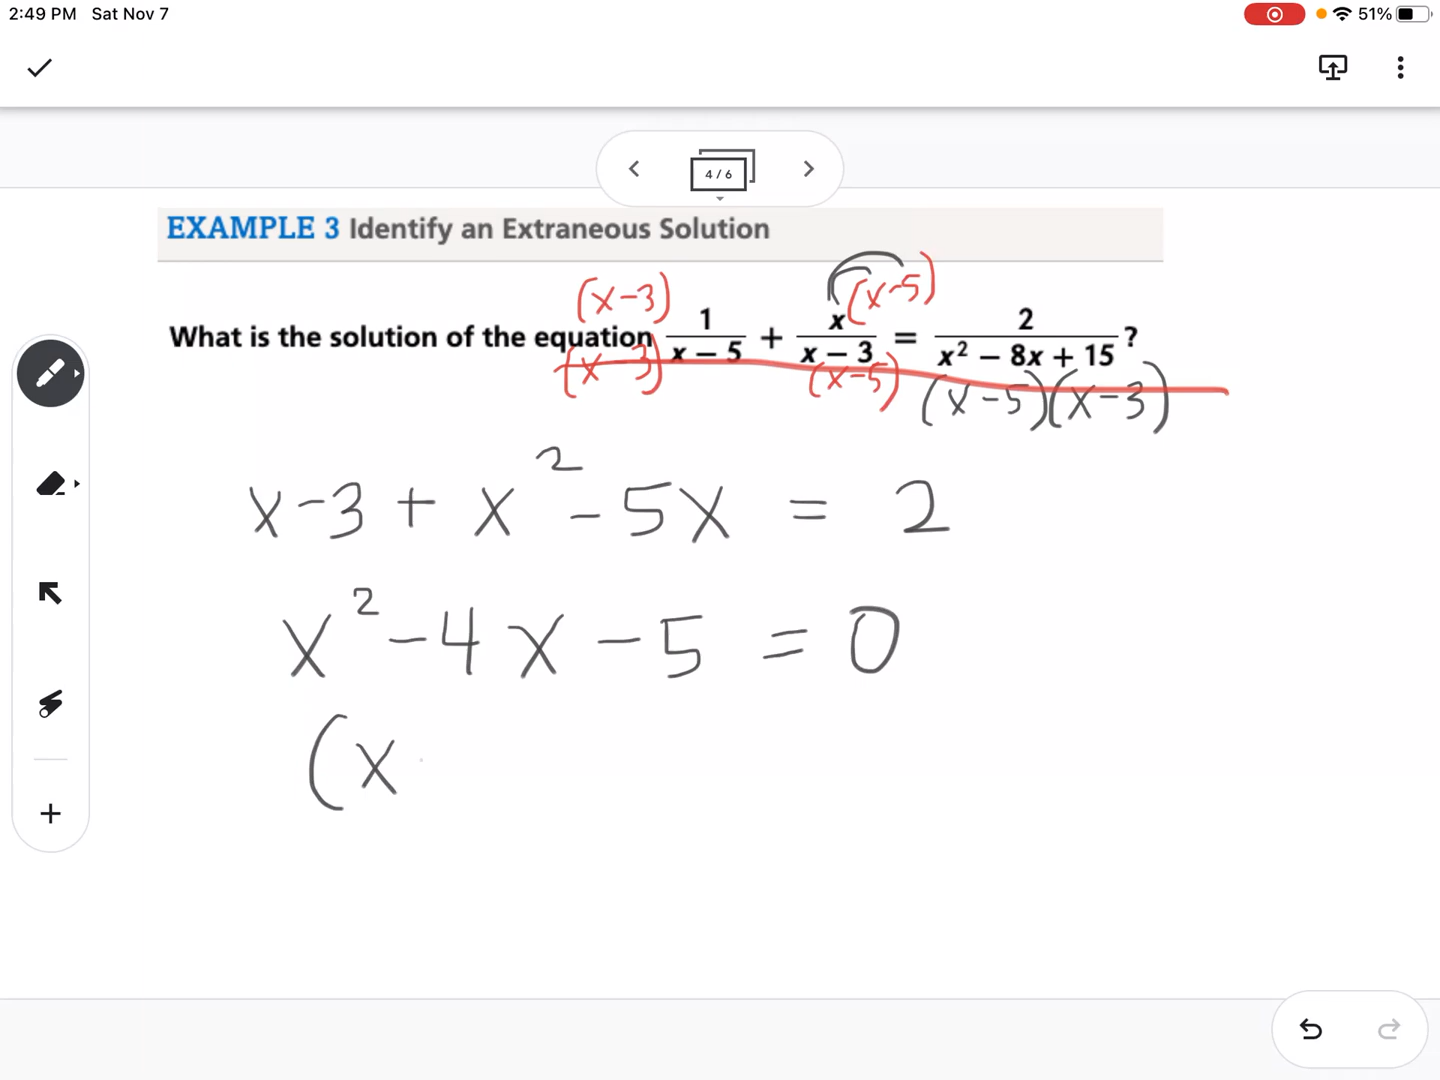 2:49 PM Sat Nov 7
51%
4 / 6
EXAMPLE 3 Identify an Extraneous Solution
(x-3) (x-5)
What is the solution of the equation 1/(x − 5) + x/(x − 3) = 2/(x² − 8x + 15)?
(x-3) (x-5) (x-5)(x-3)
x-3 + x² - 5x = 2
x² - 4x - 5 = 0
(x